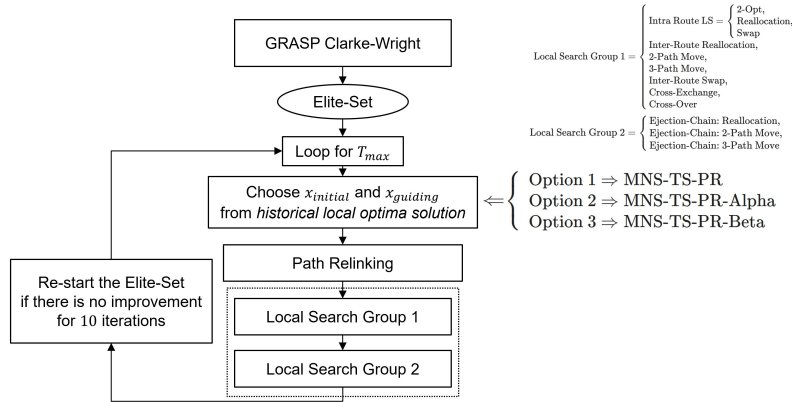 GRASP Clarke-Wright
Elite-Set
Loop for T_max
Choose x_initial and x_guiding
from historical local optima solution
Path Relinking
Local Search Group 1
Local Search Group 2
Re-start the Elite-Set
if there is no improvement
for 10 iterations
⇐ { Option 1 ⇒ MNS-TS-PR
Option 2 ⇒ MNS-TS-PR-Alpha
Option 3 ⇒ MNS-TS-PR-Beta
Local Search Group 1 = {
Intra Route LS = {
2-Opt,
Reallocation,
Swap
Inter-Route Reallocation,
2-Path Move,
3-Path Move,
Inter-Route Swap,
Cross-Exchange,
Cross-Over
Local Search Group 2 = {
Ejection-Chain: Reallocation,
Ejection-Chain: 2-Path Move,
Ejection-Chain: 3-Path Move